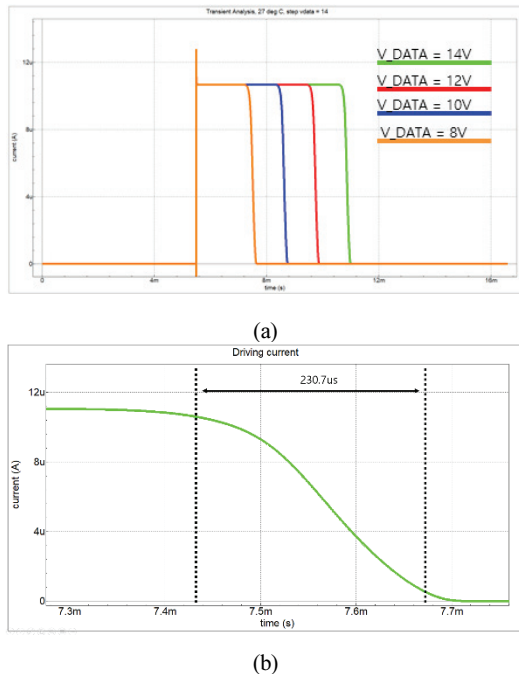 Transient Analysis, 27 deg C, step vdata = 14
12u
8u
4u
0
current (A)
V_DATA = 14V
V_DATA = 12V
V_DATA = 10V
V_DATA = 8V
0 4m 8m 12m 16m
time (s)
(a)
Driving current
230.7us
12u
8u
4u
0
current (A)
7.3m 7.4m 7.5m 7.6m 7.7m
time (s)
(b)